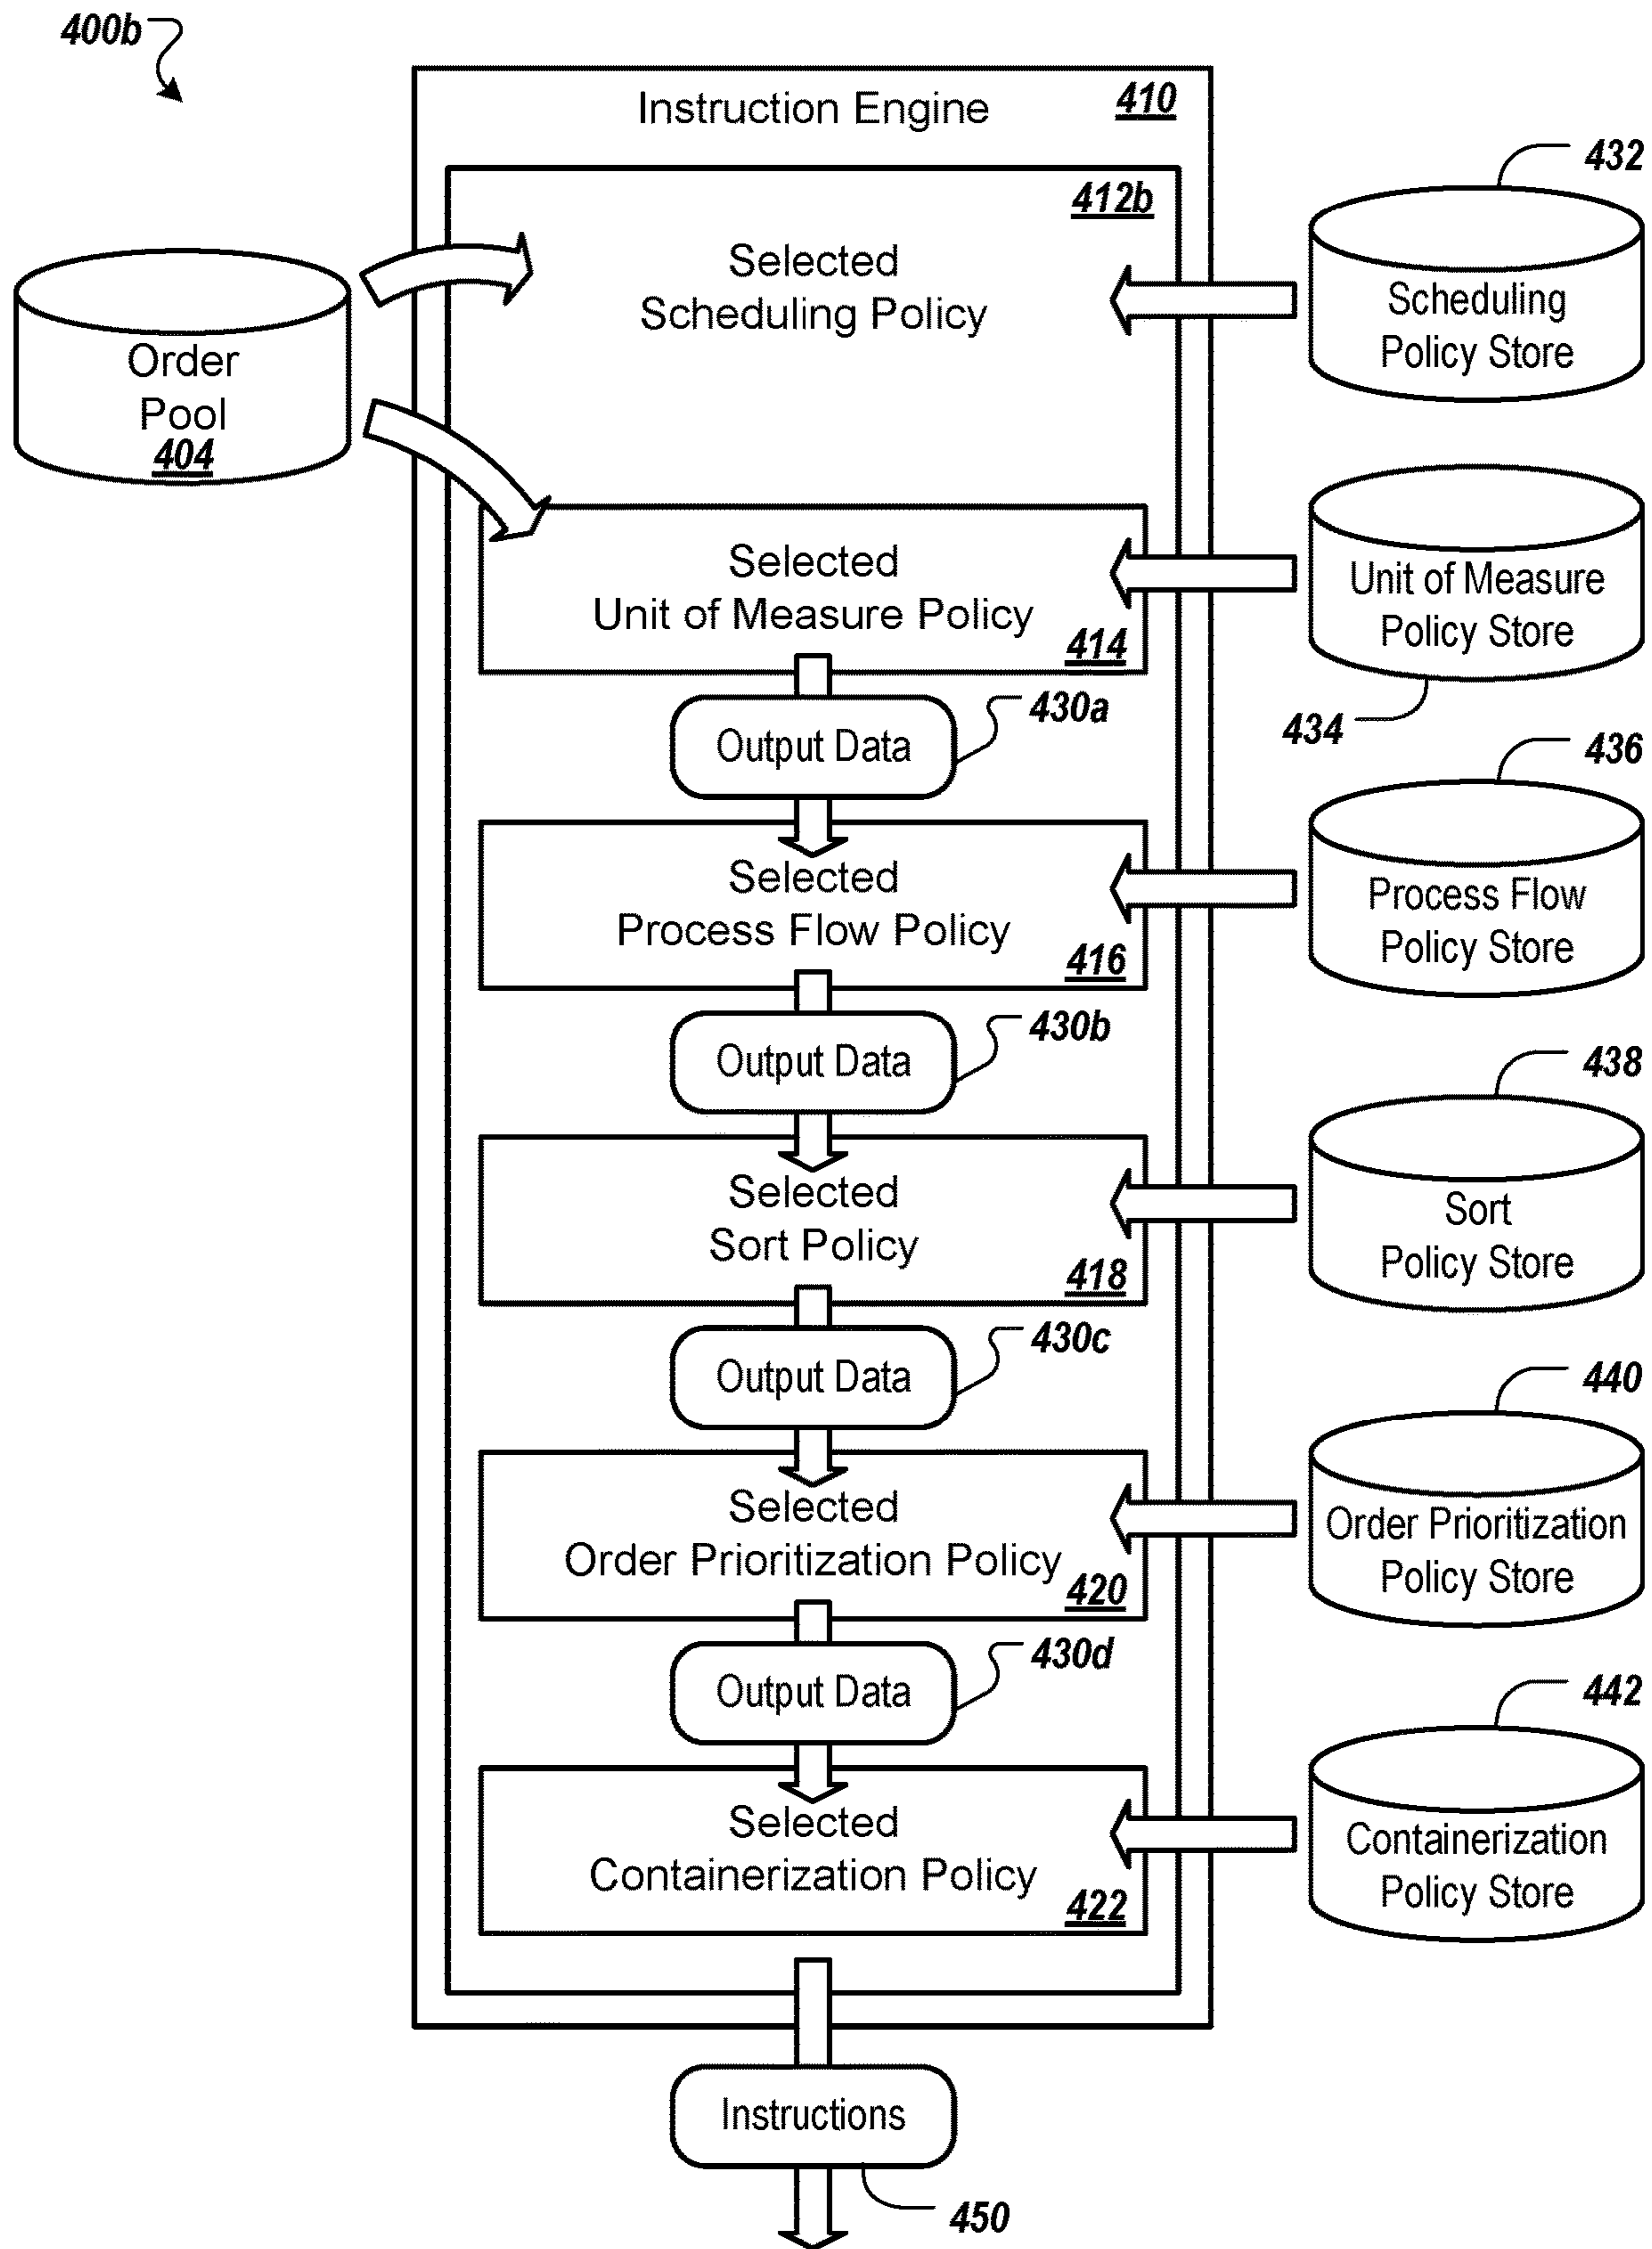 400b
Instruction Engine
410
432
412b
Selected
Scheduling Policy
Scheduling
Policy Store
Order
Pool
404
Selected
Unit of Measure Policy
414
Unit of Measure
Policy Store
434
430a
Output Data
436
Selected
Process Flow Policy
416
Process Flow
Policy Store
430b
Output Data
438
Selected
Sort Policy
418
Sort
Policy Store
430c
Output Data
440
Selected
Order Prioritization Policy
420
Order Prioritization
Policy Store
430d
Output Data
442
Selected
Containerization Policy
422
Containerization
Policy Store
Instructions
450